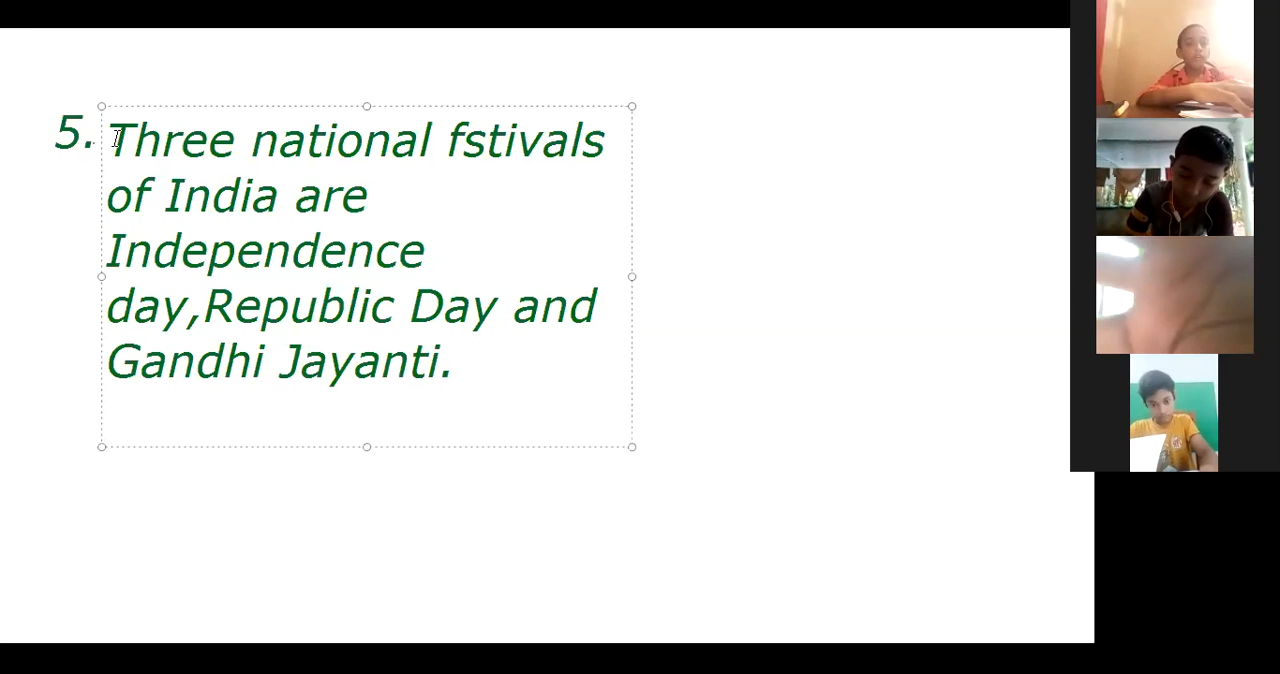 5. Three national fstivals
of India are
Independence
day,Republic Day and
Gandhi Jayanti.